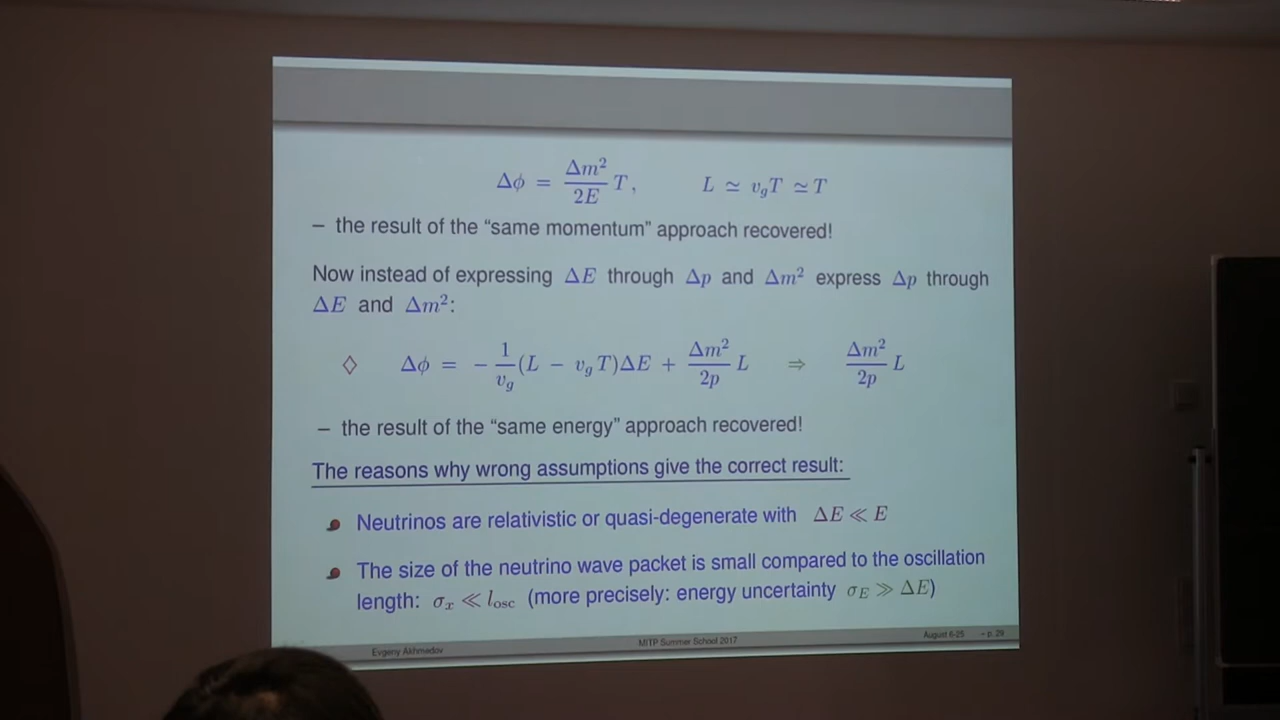 Δϕ = Δm²/2E T, L ≃ v_g T ≃ T
– the result of the “same momentum” approach recovered!
Now instead of expressing ΔE through Δp and Δm² express Δp through
ΔE and Δm²:
◊ Δϕ = − 1/v_g (L − v_g T)ΔE + Δm²/2p L ⇒ Δm²/2p L
– the result of the “same energy” approach recovered!
The reasons why wrong assumptions give the correct result:
Neutrinos are relativistic or quasi-degenerate with ΔE ≪ E
The size of the neutrino wave packet is small compared to the oscillation
length: σ_x ≪ l_osc (more precisely: energy uncertainty σ_E ≫ ΔE)
Evgeny Akhmedov MITP Summer School 2017 August 6-25 – p. 29